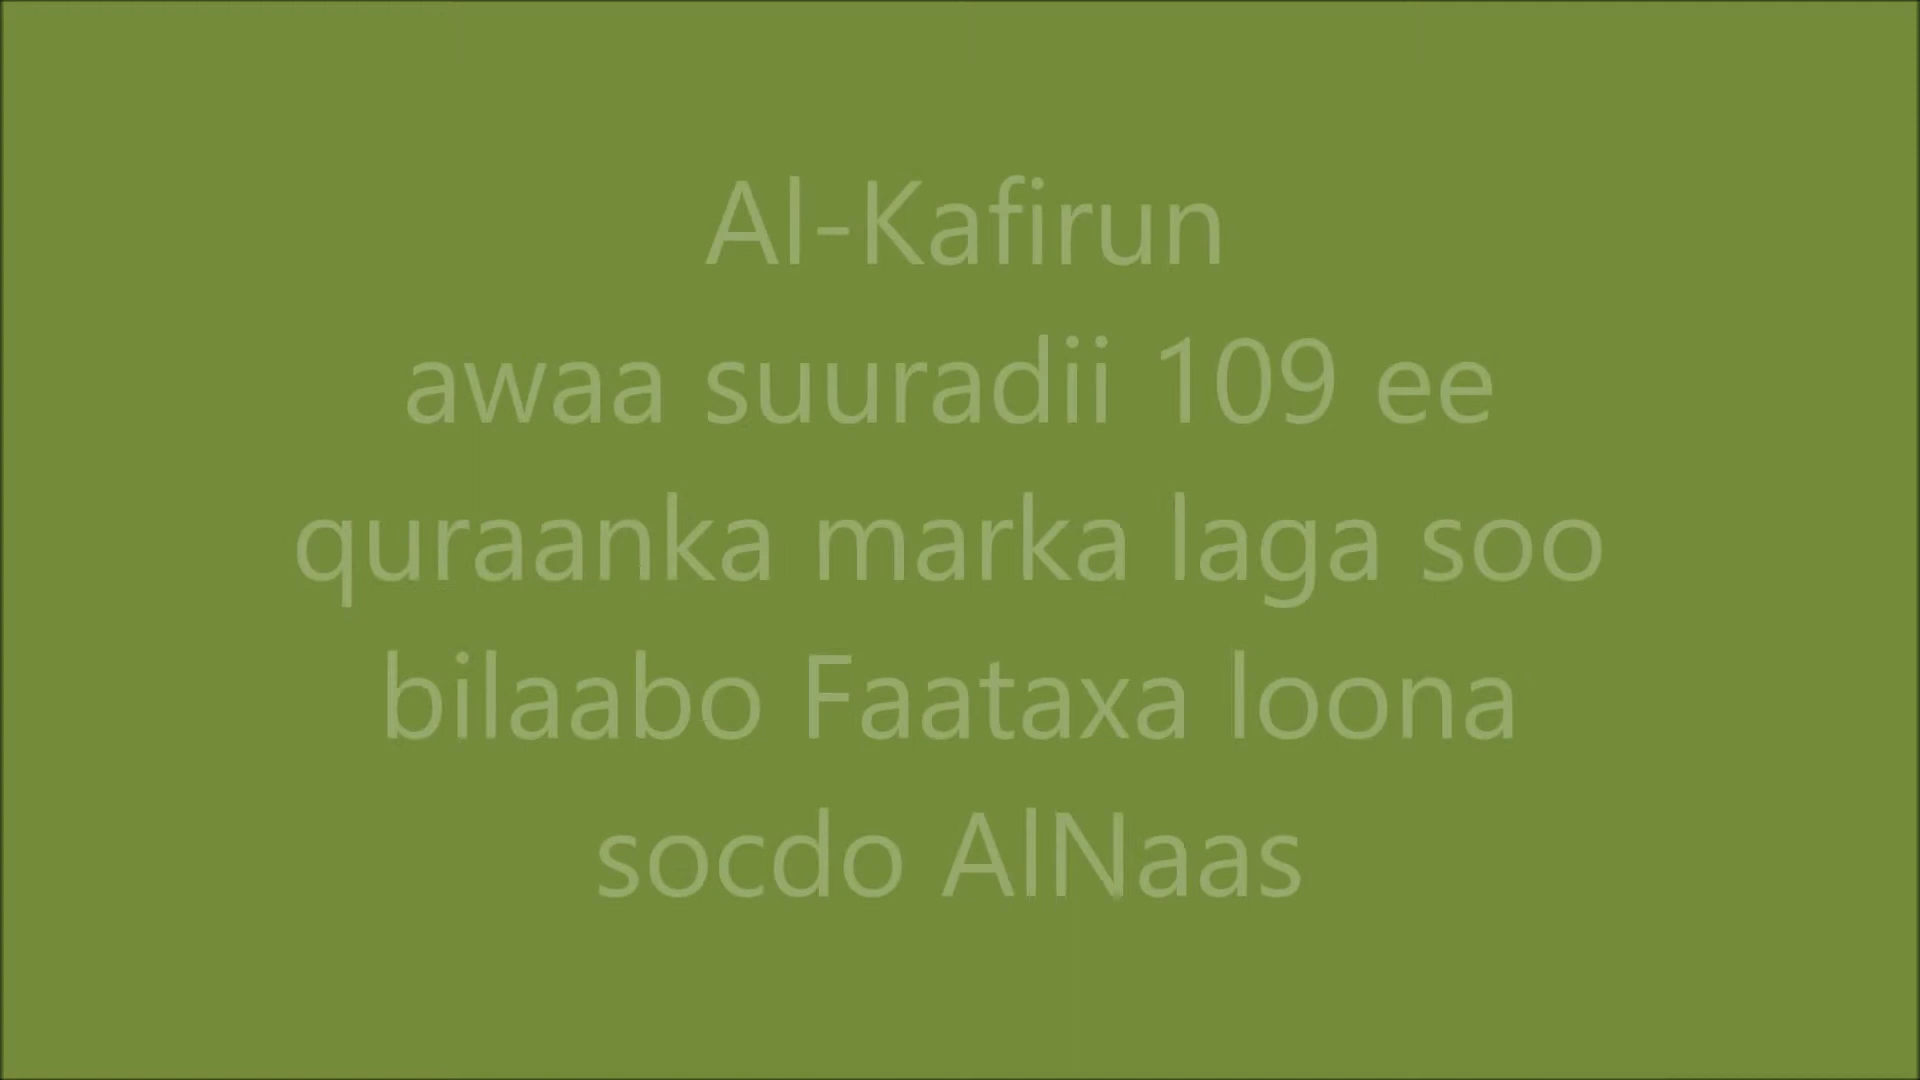 Al-Kafirun
awaa suuradii 109 ee
quraanka marka laga soo
bilaabo Faataxa loona
socdo AlNaas